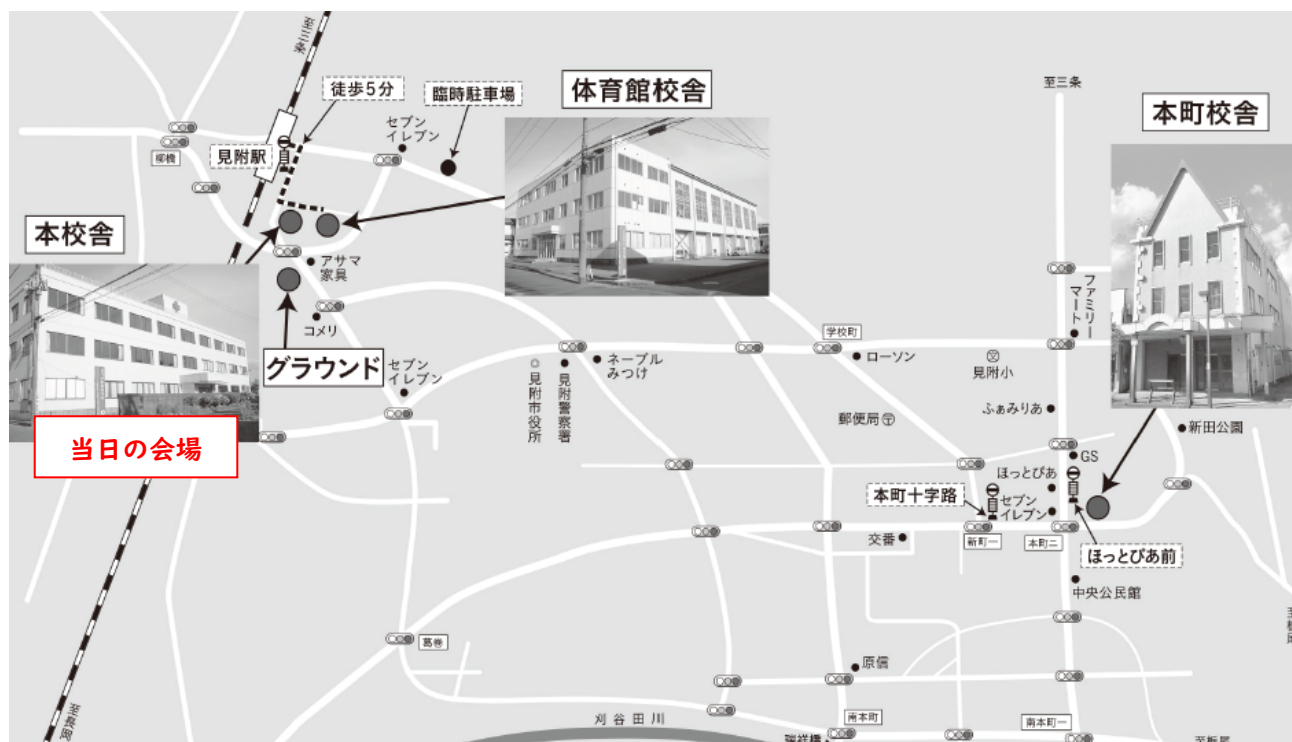 至三条
徒歩5分
臨時駐車場
体育館校舎
至三条
本町校舎
セブン
イレブン
見附駅
柳橋
本校舎
アサマ
家具
コメリ
グラウンド
セブン
イレブン
当日の会場
見附市役所
見附警察署
ネーブル
みつけ
学校町
ローソン
ファミリー
マート
見附小
ふぁみりあ
郵便局
新田公園
GS
ほっとぴあ
本町十字路
セブン
イレブン
交番
新町一
本町二
ほっとぴあ前
中央公民館
葛巻
原信
刈谷田川
南本町
南本町一